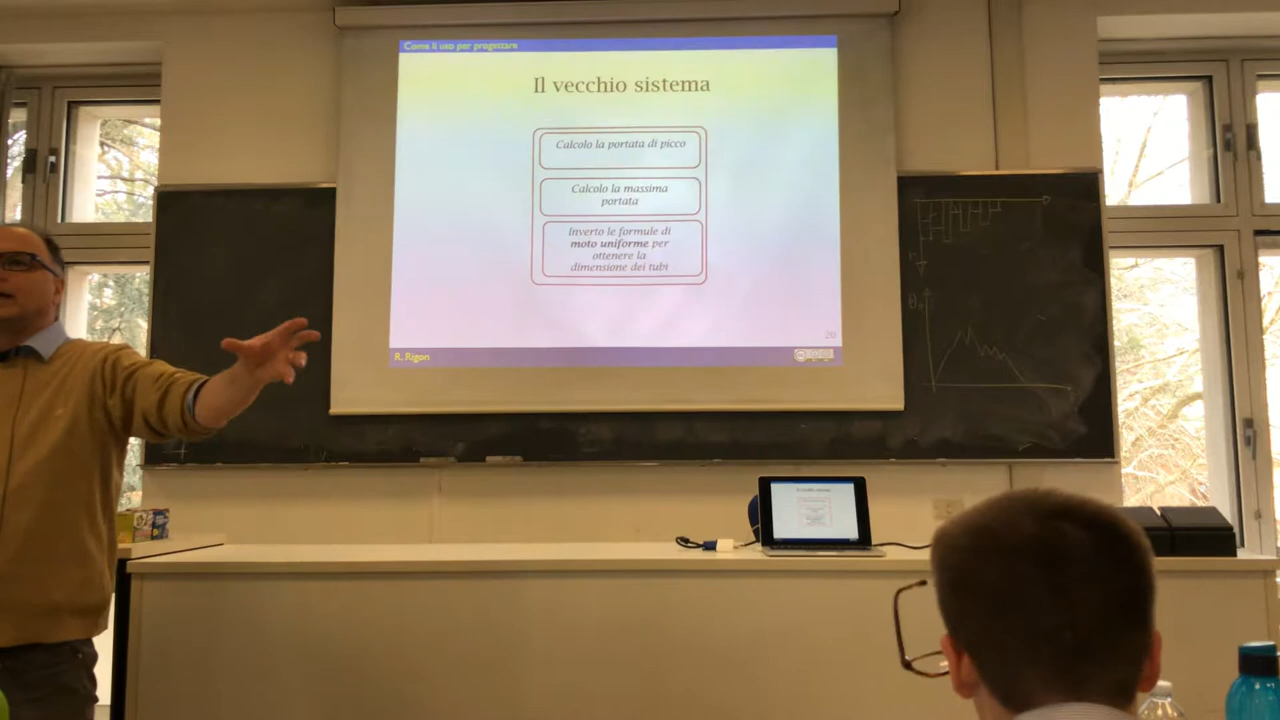 Come li uso per progettare
Il vecchio sistema
Calcolo la portata di picco
Calcolo la massima
portata
Inverto le formule di
moto uniforme per
ottenere la
dimensione dei tubi
20
R. Rigon